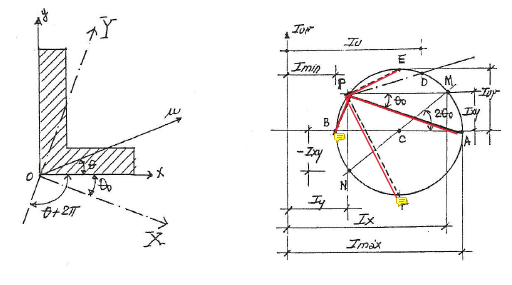 y
Y
u
O
θ
x
θ₀
θ+2π
X
Iuv
Iu
Imin
E
P
D
M
Iuv
θ₀
2θ₀
Ixy
B
C
A
-Ixy
N
F
Iy
Ix
Imax